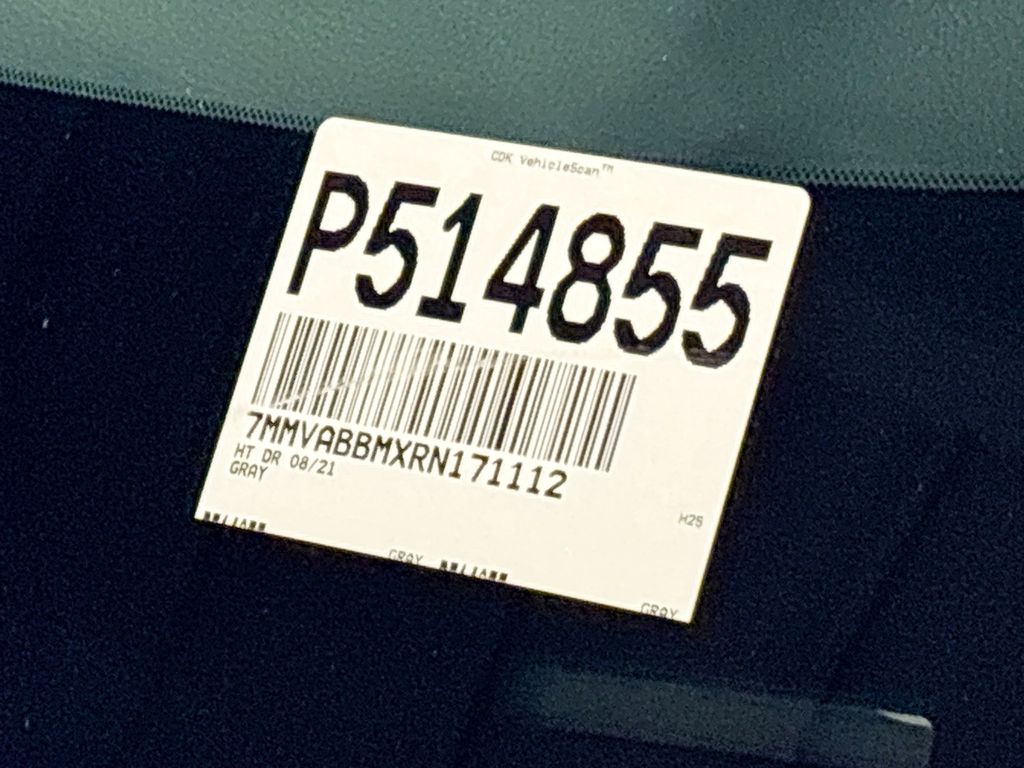 CDK VehicleScan™
P514855
7MMVABBMXRN171112
HT DR 08/21
GRAY
H25
GRAY
GRAY